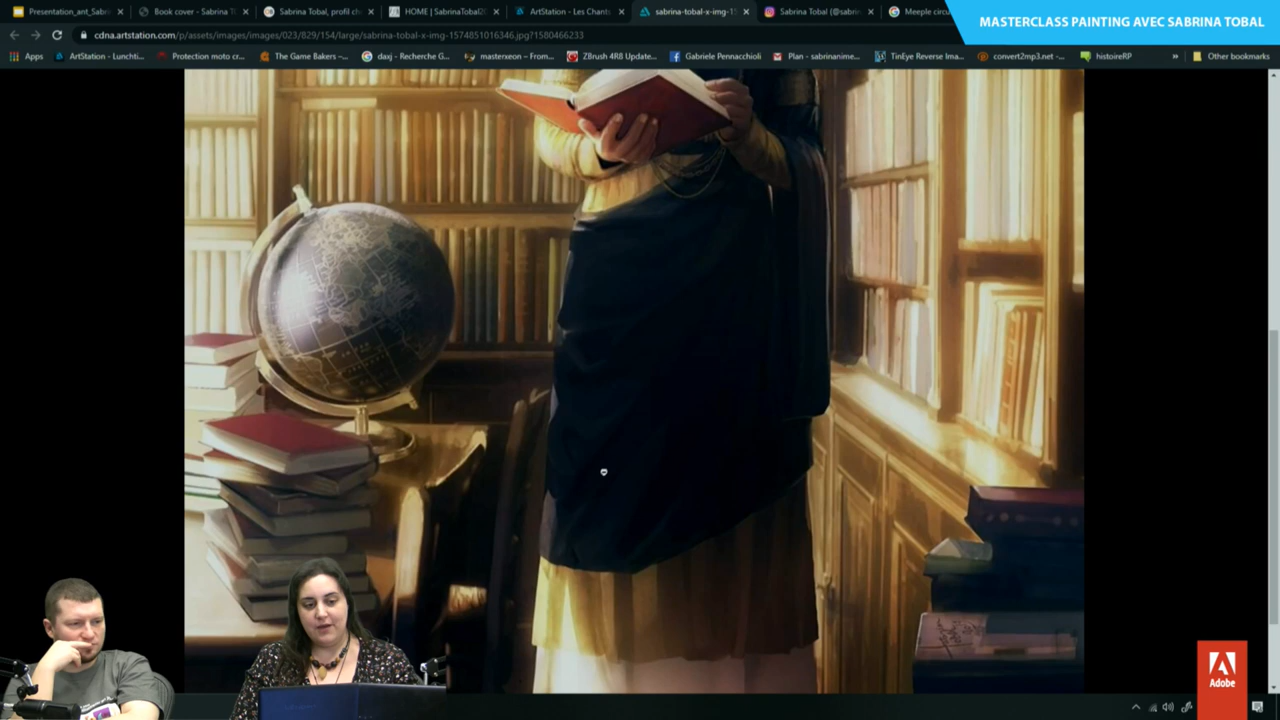 Presentation_ant_Sabri
Book cover - Sabrina T
Sabrina Tobal, profil ch
HOME | SabrinaTobal20
ArtStation - Les Chants
sabrina-tobal-x-img-15
Sabrina Tobal (@sabrin
Meeple circu
MASTERCLASS PAINTING AVEC SABRINA TOBAL
cdna.artstation.com/p/assets/images/images/023/829/154/large/sabrina-tobal-x-img-1574851016346.jpg?1580466233
Apps
ArtStation - Lunchti...
Protection moto cr...
The Game Bakers –...
daxj - Recherche G...
masterxeon – From...
ZBrush 4R8 Update...
Gabriele Pennacchioli
Plan - sabrinanime...
TinEye Reverse Ima...
convert2mp3.net -...
histoireRP
»
Other bookmarks
Adobe